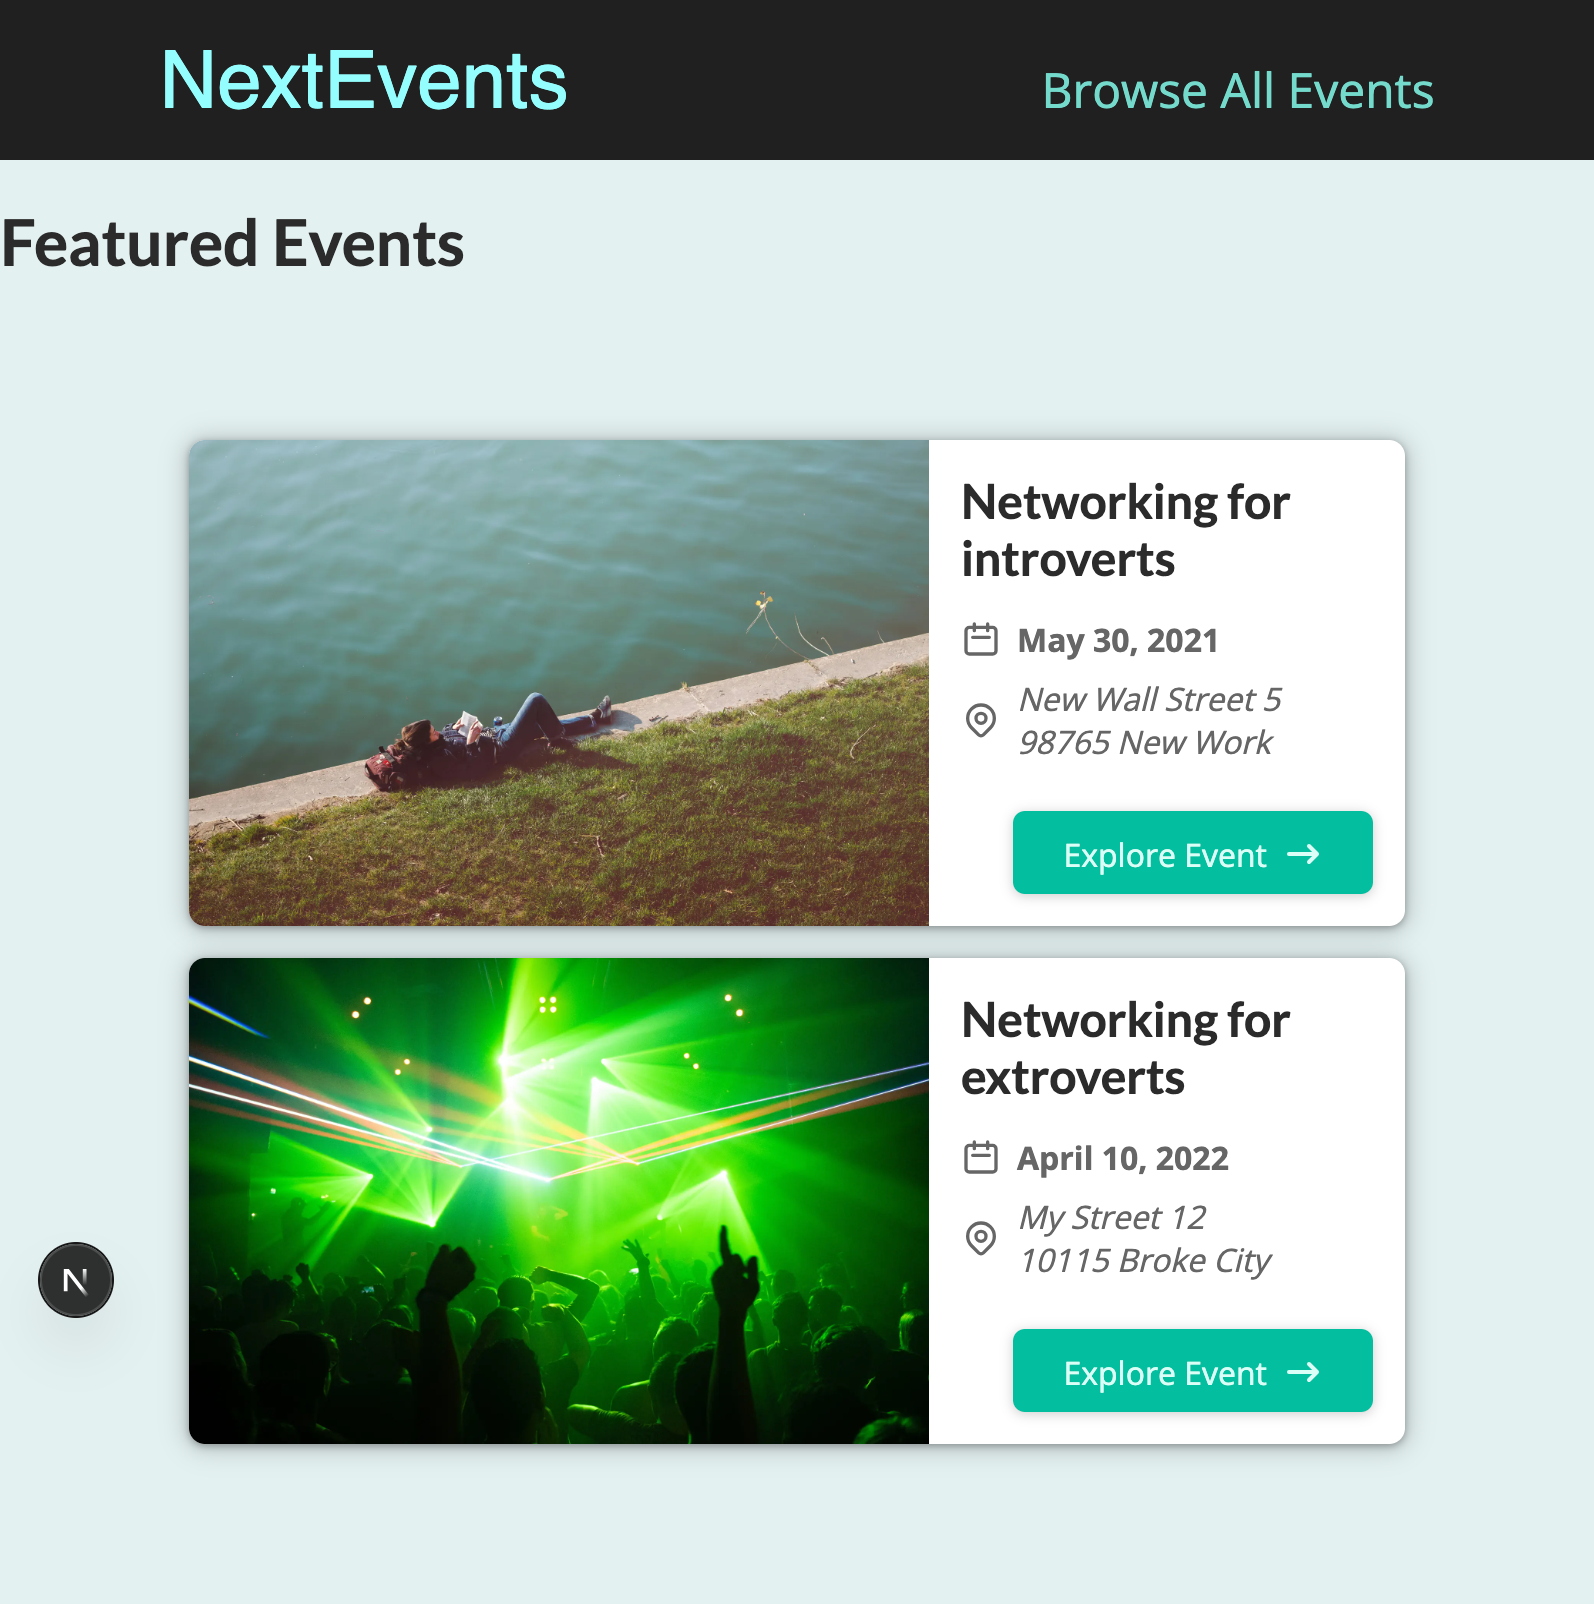 NextEvents
Browse All Events
Featured Events
Networking for
introverts
May 30, 2021
New Wall Street 5
98765 New Work
Explore Event →
Networking for
extroverts
April 10, 2022
My Street 12
10115 Broke City
Explore Event →
N